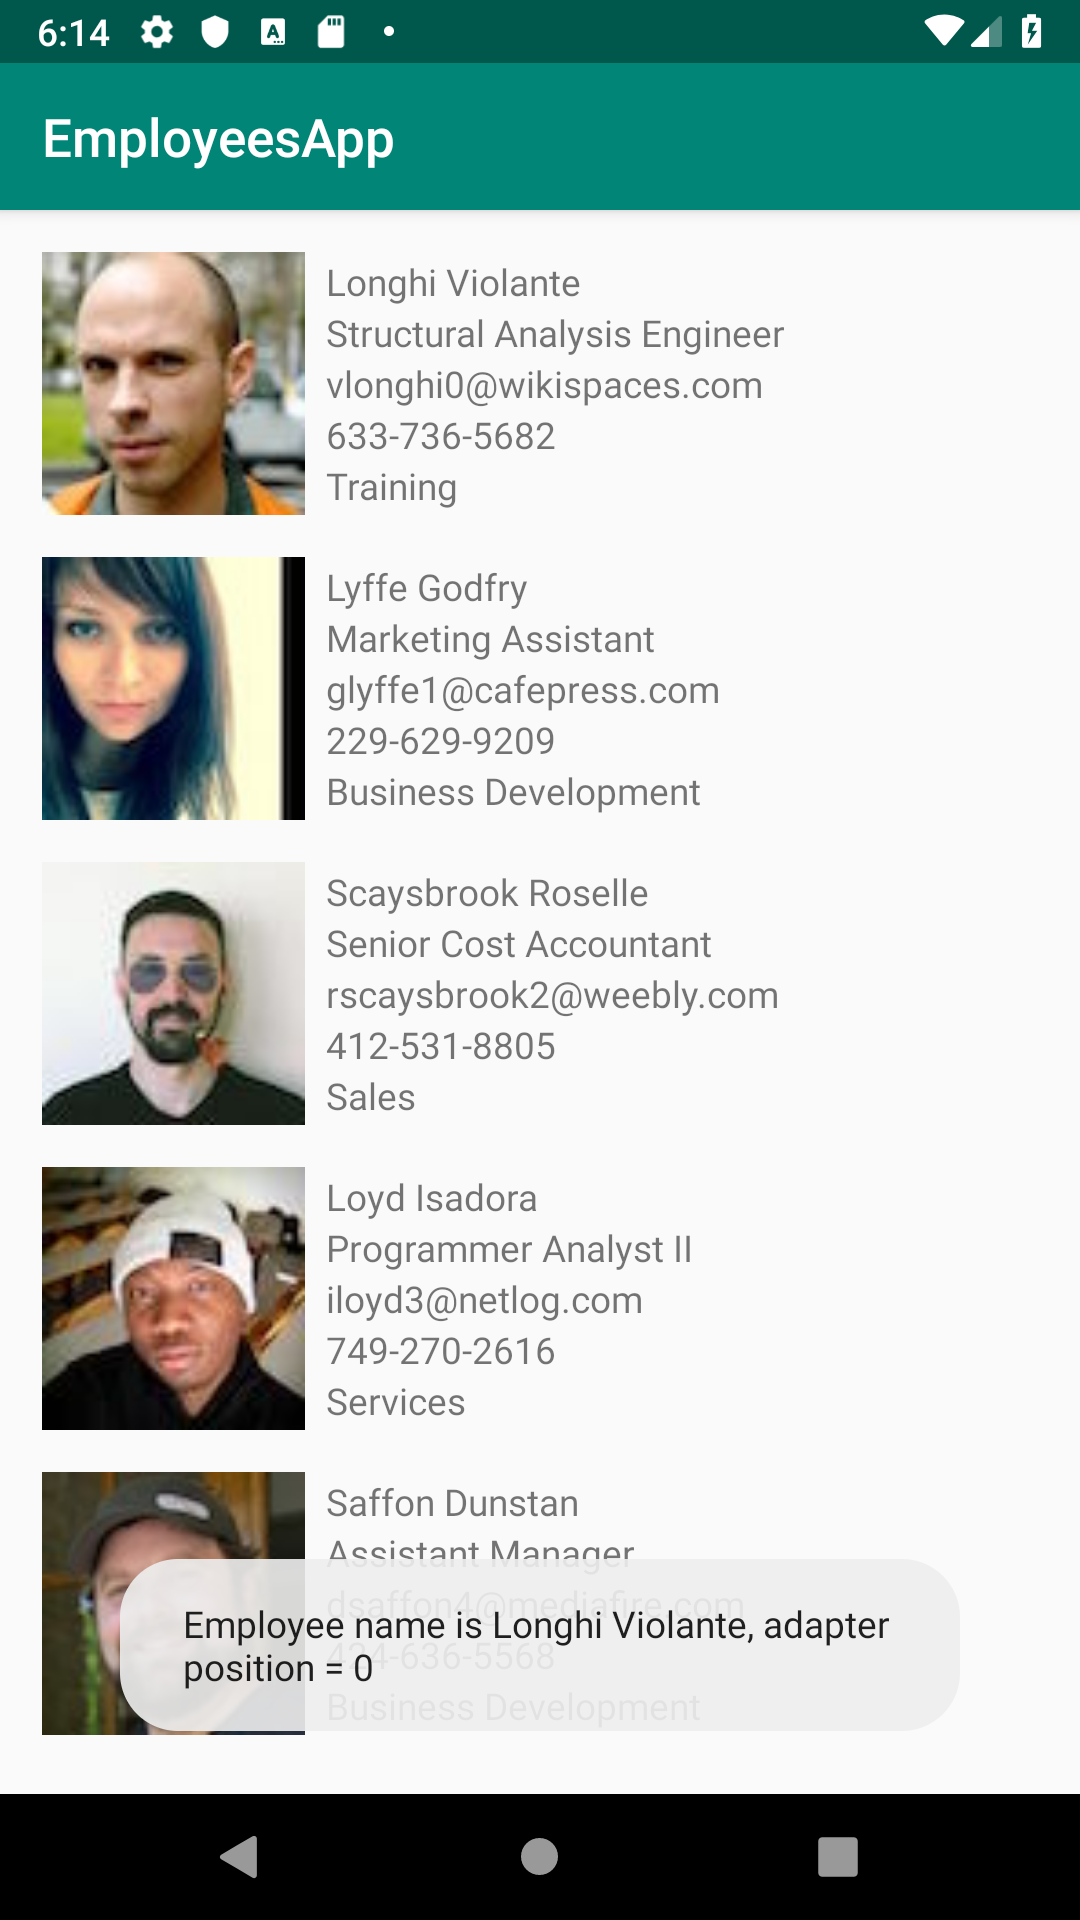 6:14
EmployeesApp
Longhi Violante
Structural Analysis Engineer
vlonghi0@wikispaces.com
633-736-5682
Training
Lyffe Godfry
Marketing Assistant
glyffe1@cafepress.com
229-629-9209
Business Development
Scaysbrook Roselle
Senior Cost Accountant
rscaysbrook2@weebly.com
412-531-8805
Sales
Loyd Isadora
Programmer Analyst II
iloyd3@netlog.com
749-270-2616
Services
Saffon Dunstan
Assistant Manager
dsaffon4@mediafire.com
424-636-5568
Business Development
Employee name is Longhi Violante, adapter
position = 0